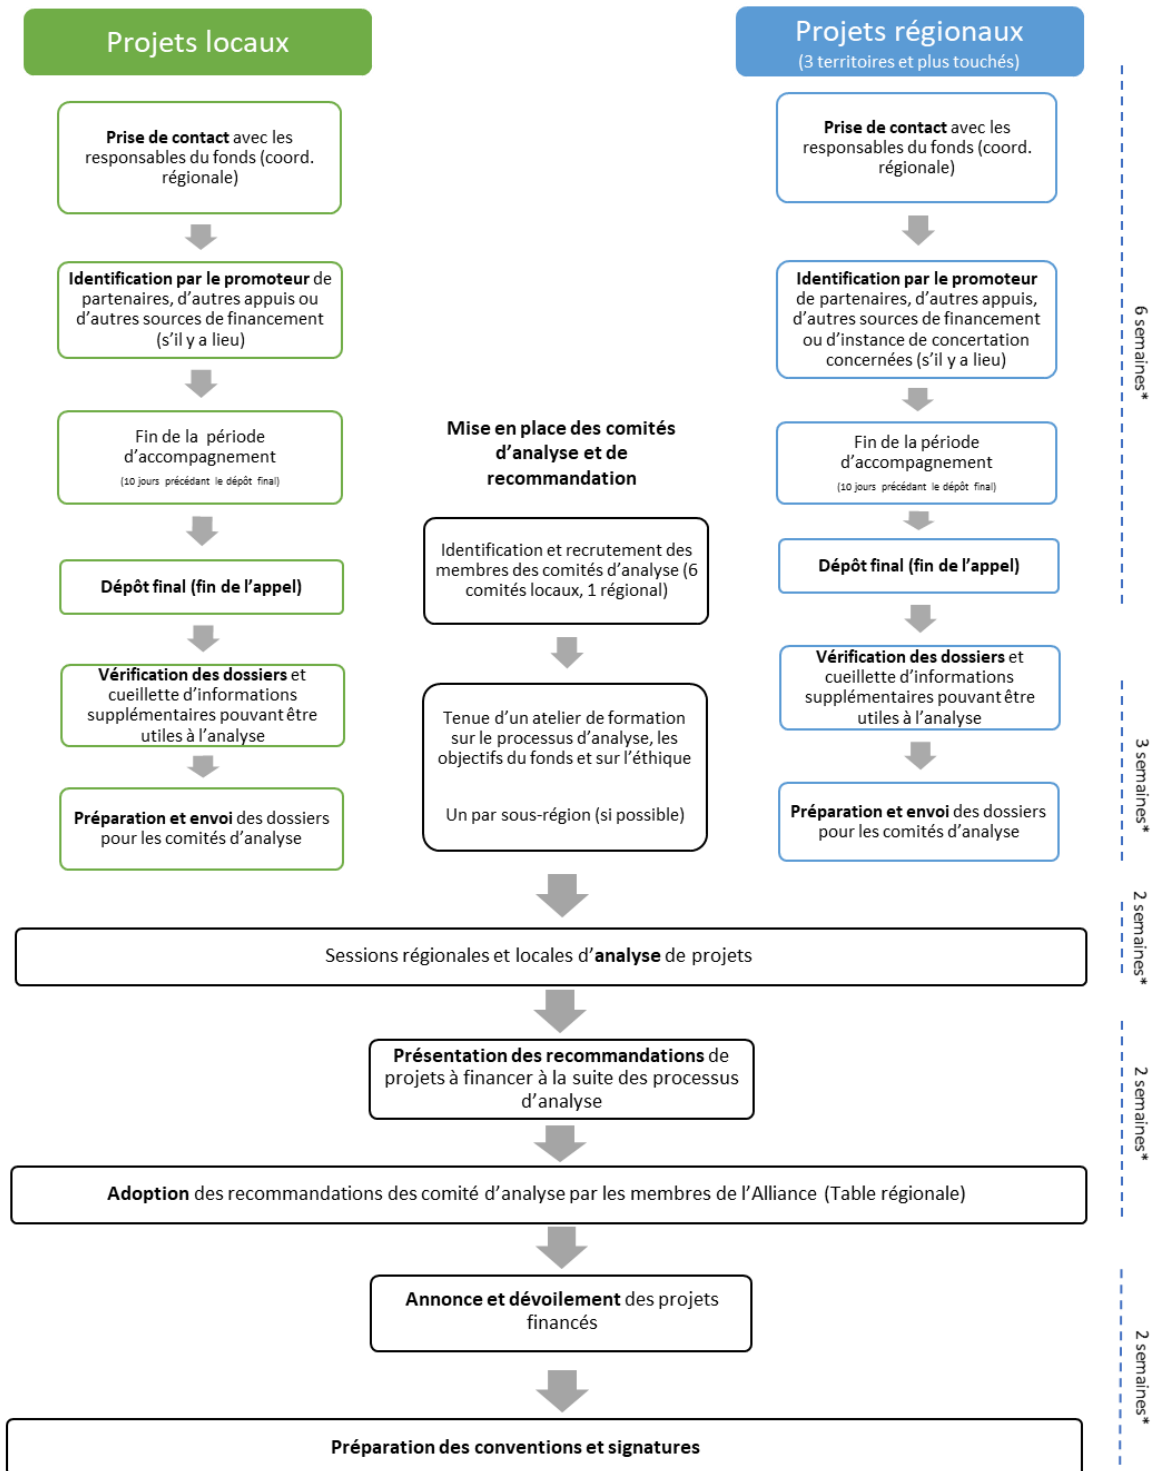 Projets locaux
Prise de contact avec les
responsables du fonds (coord.
régionale)
Identification par le promoteur de
partenaires, d'autres appuis ou
d'autres sources de financement
(s'il y a lieu)
Fin de la période
d'accompagnement
(10 jours précédant le dépôt final)
Dépôt final (fin de l'appel)
Vérification des dossiers et
cueillette d'informations
supplémentaires pouvant être
utiles à l'analyse
Préparation et envoi des dossiers
pour les comités d'analyse
Mise en place des comités
d'analyse et de
recommandation
Identification et recrutement des
membres des comités d'analyse (6
comités locaux, 1 régional)
Tenue d'un atelier de formation
sur le processus d'analyse, les
objectifs du fonds et sur l'éthique
Un par sous-région (si possible)
Projets régionaux
(3 territoires et plus touchés)
Prise de contact avec les
responsables du fonds (coord.
régionale)
Identification par le promoteur
de partenaires, d'autres appuis,
d'autres sources de financement
ou d'instance de concertation
concernées (s'il y a lieu)
Fin de la période
d'accompagnement
(10 jours précédant le dépôt final)
Dépôt final (fin de l'appel)
Vérification des dossiers et
cueillette d'informations
supplémentaires pouvant être
utiles à l'analyse
Préparation et envoi des dossiers
pour les comités d'analyse
6 semaines*
3 semaines*
Sessions régionales et locales d'analyse de projets
2 semaines*
Présentation des recommandations de
projets à financer à la suite des processus
d'analyse
Adoption des recommandations des comité d'analyse par les membres de l'Alliance (Table régionale)
2 semaines*
Annonce et dévoilement des projets
financés
Préparation des conventions et signatures
2 semaines*